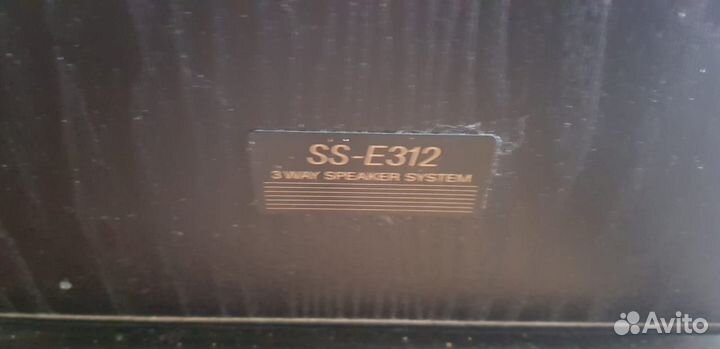 SS-E312
3 WAY SPEAKER SYSTEM
Avito